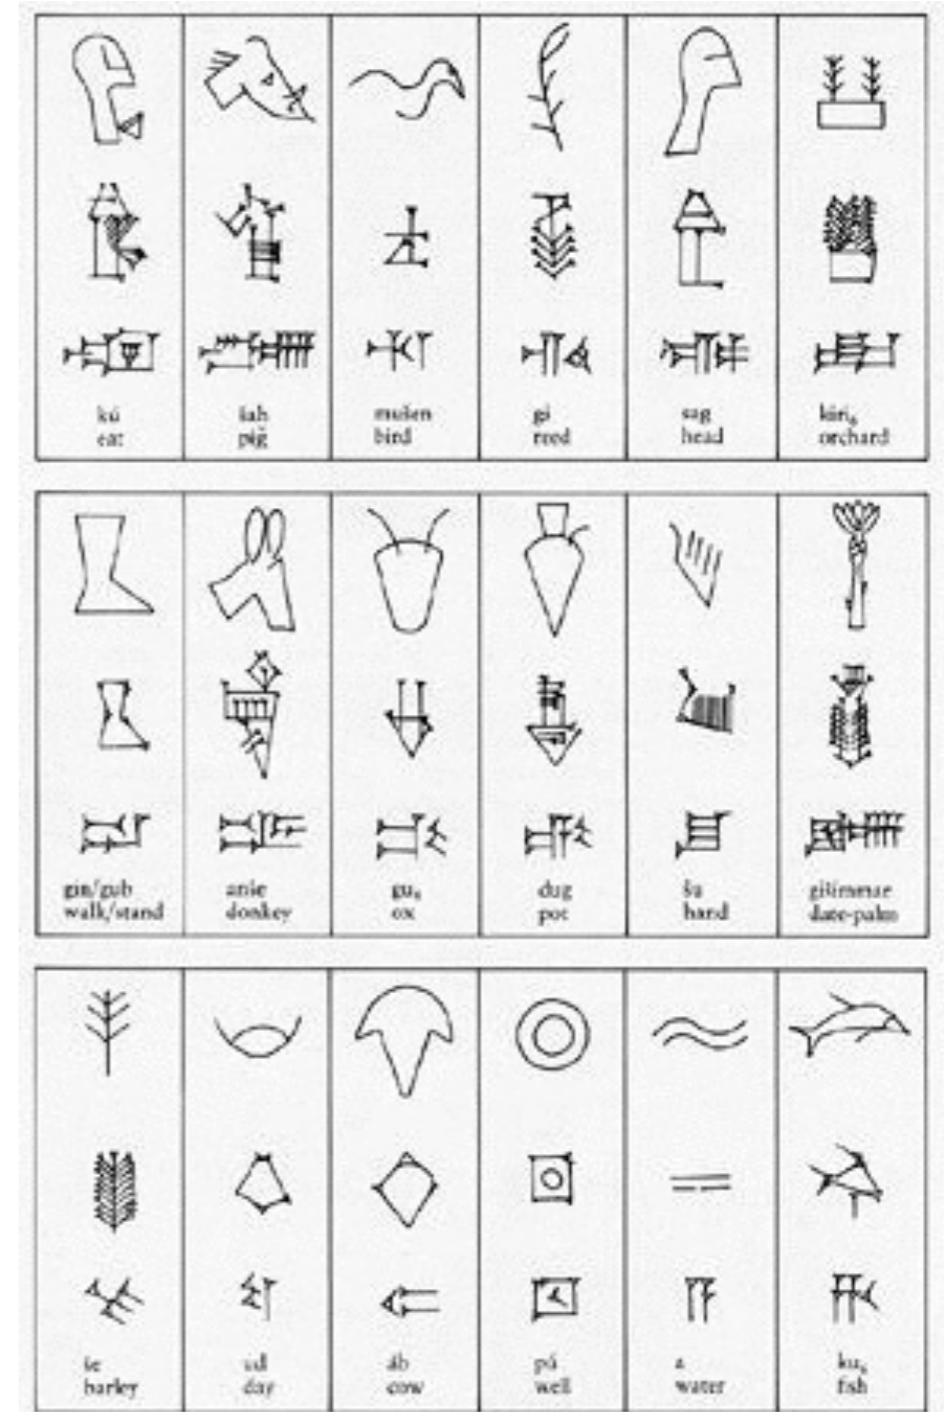 kú šaḫ mušen gi sag kiri₆
eat pig bird reed head orchard
gin/gub anše gu₄ dug šu gišimmar
walk/stand donkey ox pot hand date-palm
še ud áb pú a ku₆
barley day cow well water fish